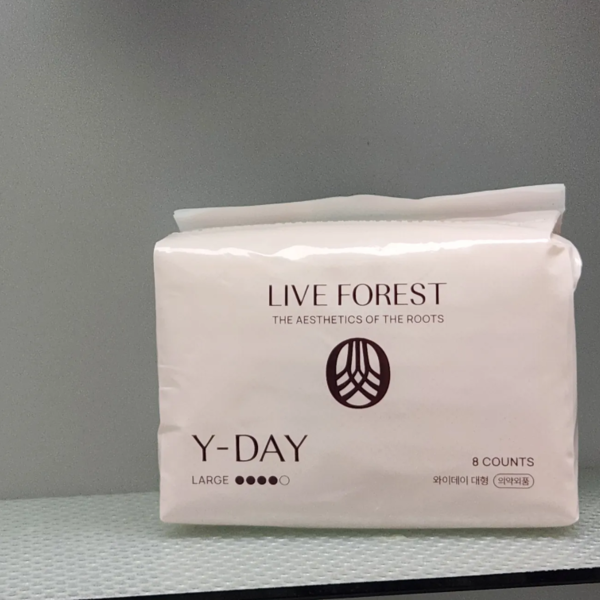 LIVE FOREST
THE AESTHETICS OF THE ROOTS
Y-DAY
LARGE
8 COUNTS
와이데이 대형 의약외품